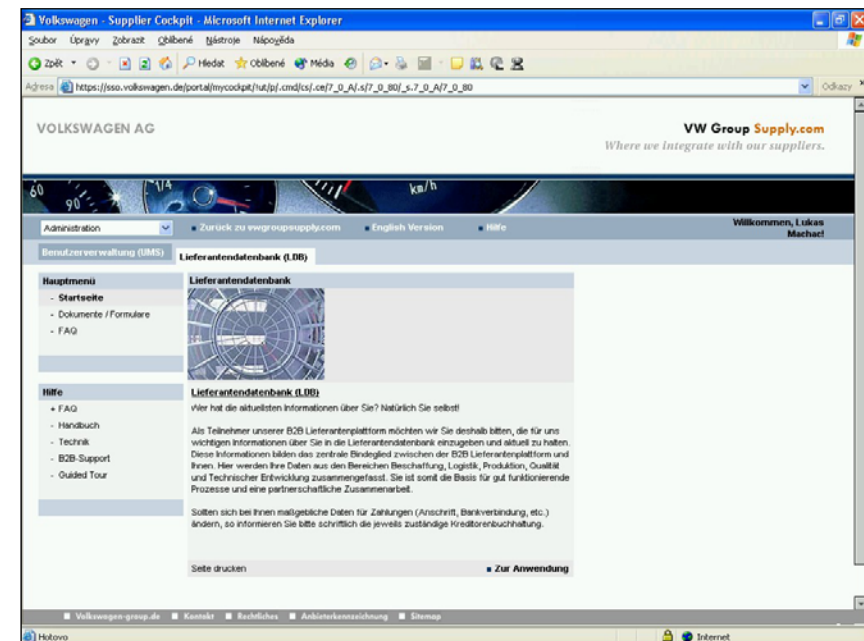 Volkswagen - Supplier Cockpit - Microsoft Internet Explorer
Soubor Úpravy Zobrazit Oblíbené Nástroje Nápověda
Zpět Hledat Oblíbené Média
Adresa https://sso.volkswagen.de/portal/mycockpit/!ut/p/.cmd/cs/.ce/7_0_A/.s/7_0_80/_s.7_0_A/7_0_80 Odkazy
VOLKSWAGEN AG
VW Group Supply.com
Where we integrate with our suppliers.
60 90 1/4 km/h
Administration Zurück zu vwgroupsupply.com English Version Hilfe Willkommen, Lukas
Machac!
Benutzerverwaltung (UMS) Lieferantendatenbank (LDB)
Hauptmenü
- Startseite
- Dokumente / Formulare
- FAQ
Hilfe
+ FAQ
- Handbuch
- Technik
- B2B-Support
- Guided Tour
Lieferantendatenbank
Lieferantendatenbank (LDB)
Wer hat die aktuellsten Informationen über Sie? Natürlich Sie selbst!
Als Teilnehmer unserer B2B Lieferantenplattform möchten wir Sie deshalb bitten, die für uns
wichtigen Informationen über Sie in die Lieferantendatenbank einzugeben und aktuell zu halten.
Diese Informationen bilden das zentrale Bindeglied zwischen der B2B Lieferantenplattform und
Ihnen. Hier werden Ihre Daten aus den Bereichen Beschaffung, Logistik, Produktion, Qualität
und Technischer Entwicklung zusammengefasst. Sie ist somit die Basis für gut funktionierende
Prozesse und eine partnerschaftliche Zusammenarbeit.
Sollten sich bei Ihnen maßgebliche Daten für Zahlungen (Anschrift, Bankverbindung, etc.)
ändern, so informieren Sie bitte schriftlich die jeweils zuständige Kreditorenbuchhaltung.
Seite drucken Zur Anwendung
Volkswagen-group.de Kontakt Rechtliches Anbieterkennzeichnung Sitemap
Hotovo Internet